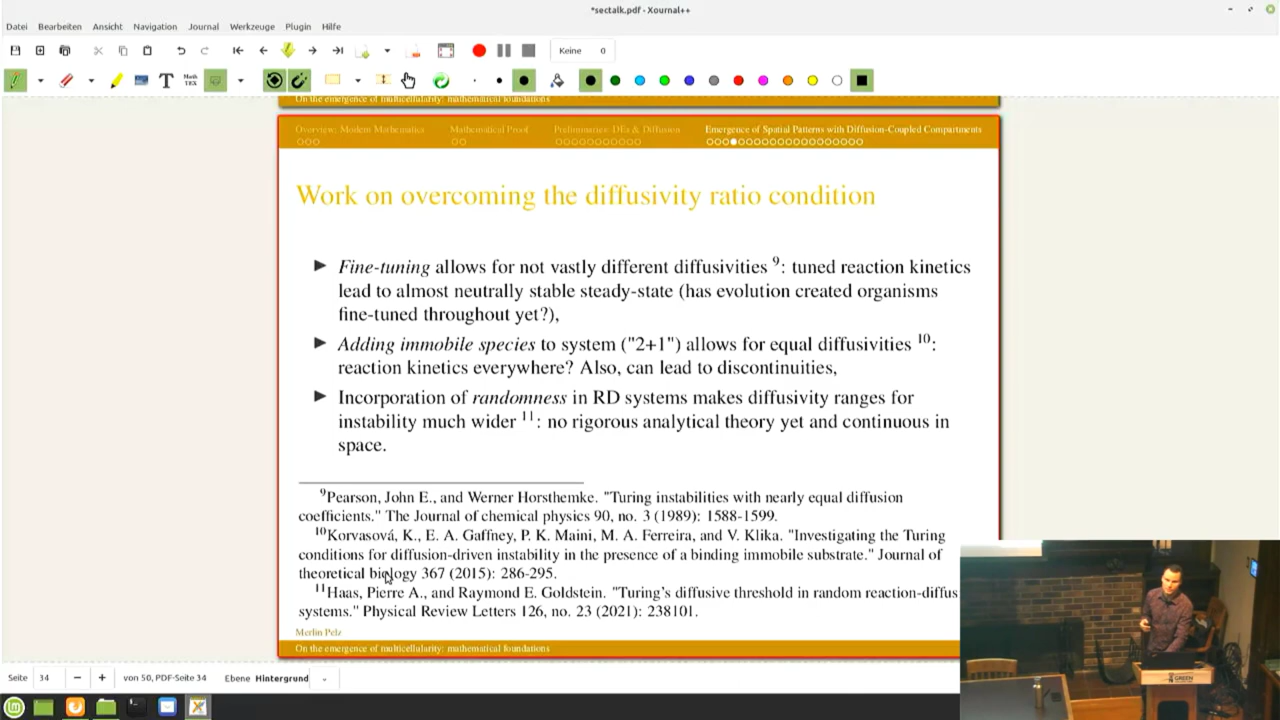 *sectalk.pdf - Xournal++
Datei Bearbeiten Ansicht Navigation Journal Werkzeuge Plugin Hilfe
Keine 0
T Math TEX
On the emergence of multicellularity: mathematical foundations
Overview: Modern Mathematics Mathematical Proof Preliminaries: DEs & Diffusion Emergence of Spatial Patterns with Diffusion-Coupled Compartments
Work on overcoming the diffusivity ratio condition
► Fine-tuning allows for not vastly different diffusivities 9: tuned reaction kinetics
lead to almost neutrally stable steady-state (has evolution created organisms
fine-tuned throughout yet?),
► Adding immobile species to system ("2+1") allows for equal diffusivities 10:
reaction kinetics everywhere? Also, can lead to discontinuities,
► Incorporation of randomness in RD systems makes diffusivity ranges for
instability much wider 11: no rigorous analytical theory yet and continuous in
space.
9Pearson, John E., and Werner Horsthemke. "Turing instabilities with nearly equal diffusion
coefficients." The Journal of chemical physics 90, no. 3 (1989): 1588-1599.
10Korvasová, K., E. A. Gaffney, P. K. Maini, M. A. Ferreira, and V. Klika. "Investigating the Turing
conditions for diffusion-driven instability in the presence of a binding immobile substrate." Journal of
theoretical biology 367 (2015): 286-295.
11Haas, Pierre A., and Raymond E. Goldstein. "Turing's diffusive threshold in random reaction-diffus
systems." Physical Review Letters 126, no. 23 (2021): 238101.
Merlin Pelz
On the emergence of multicellularity: mathematical foundations
GREEN
Seite 34 von 50, PDF-Seite 34 Ebene Hintergrund